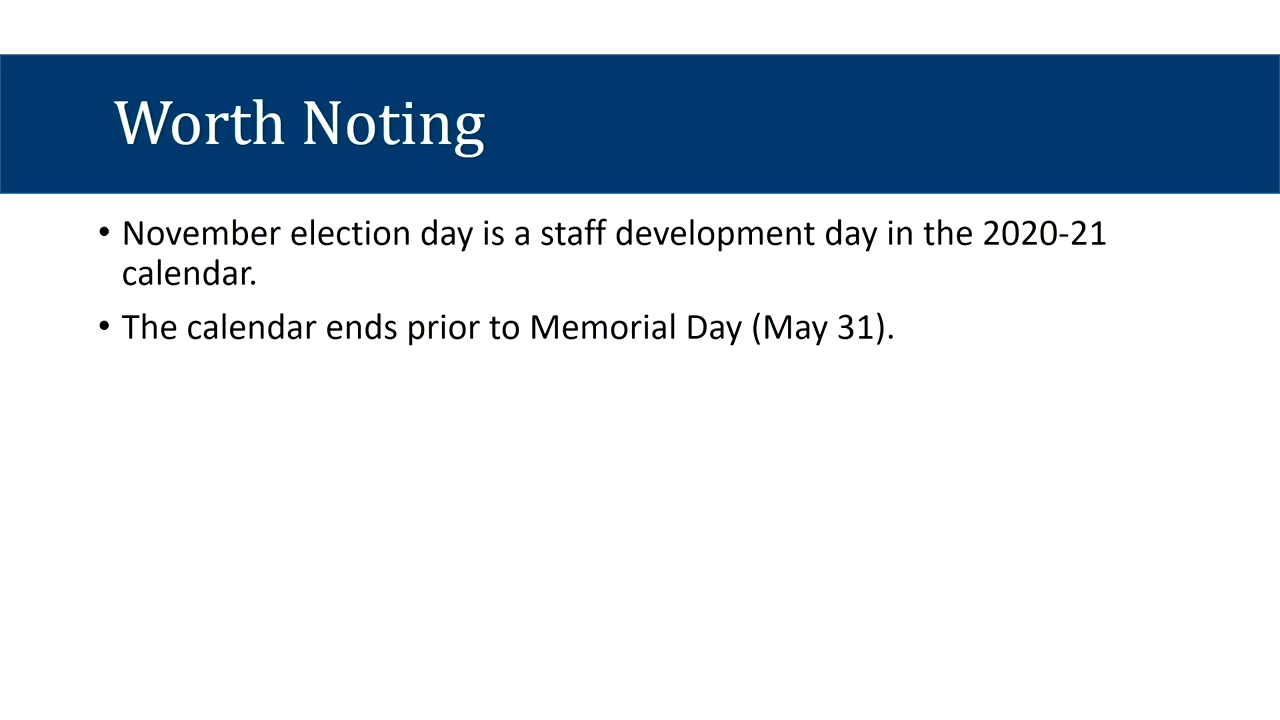 Worth Noting
• November election day is a staff development day in the 2020-21
calendar.
• The calendar ends prior to Memorial Day (May 31).